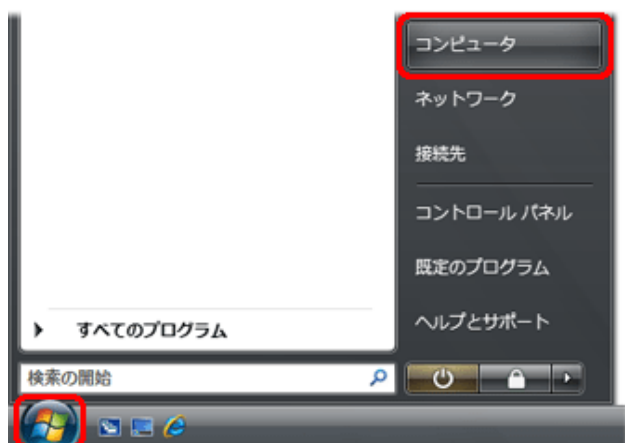 コンピュータ
ネットワーク
接続先
コントロール パネル
既定のプログラム
ヘルプとサポート
すべてのプログラム
検索の開始